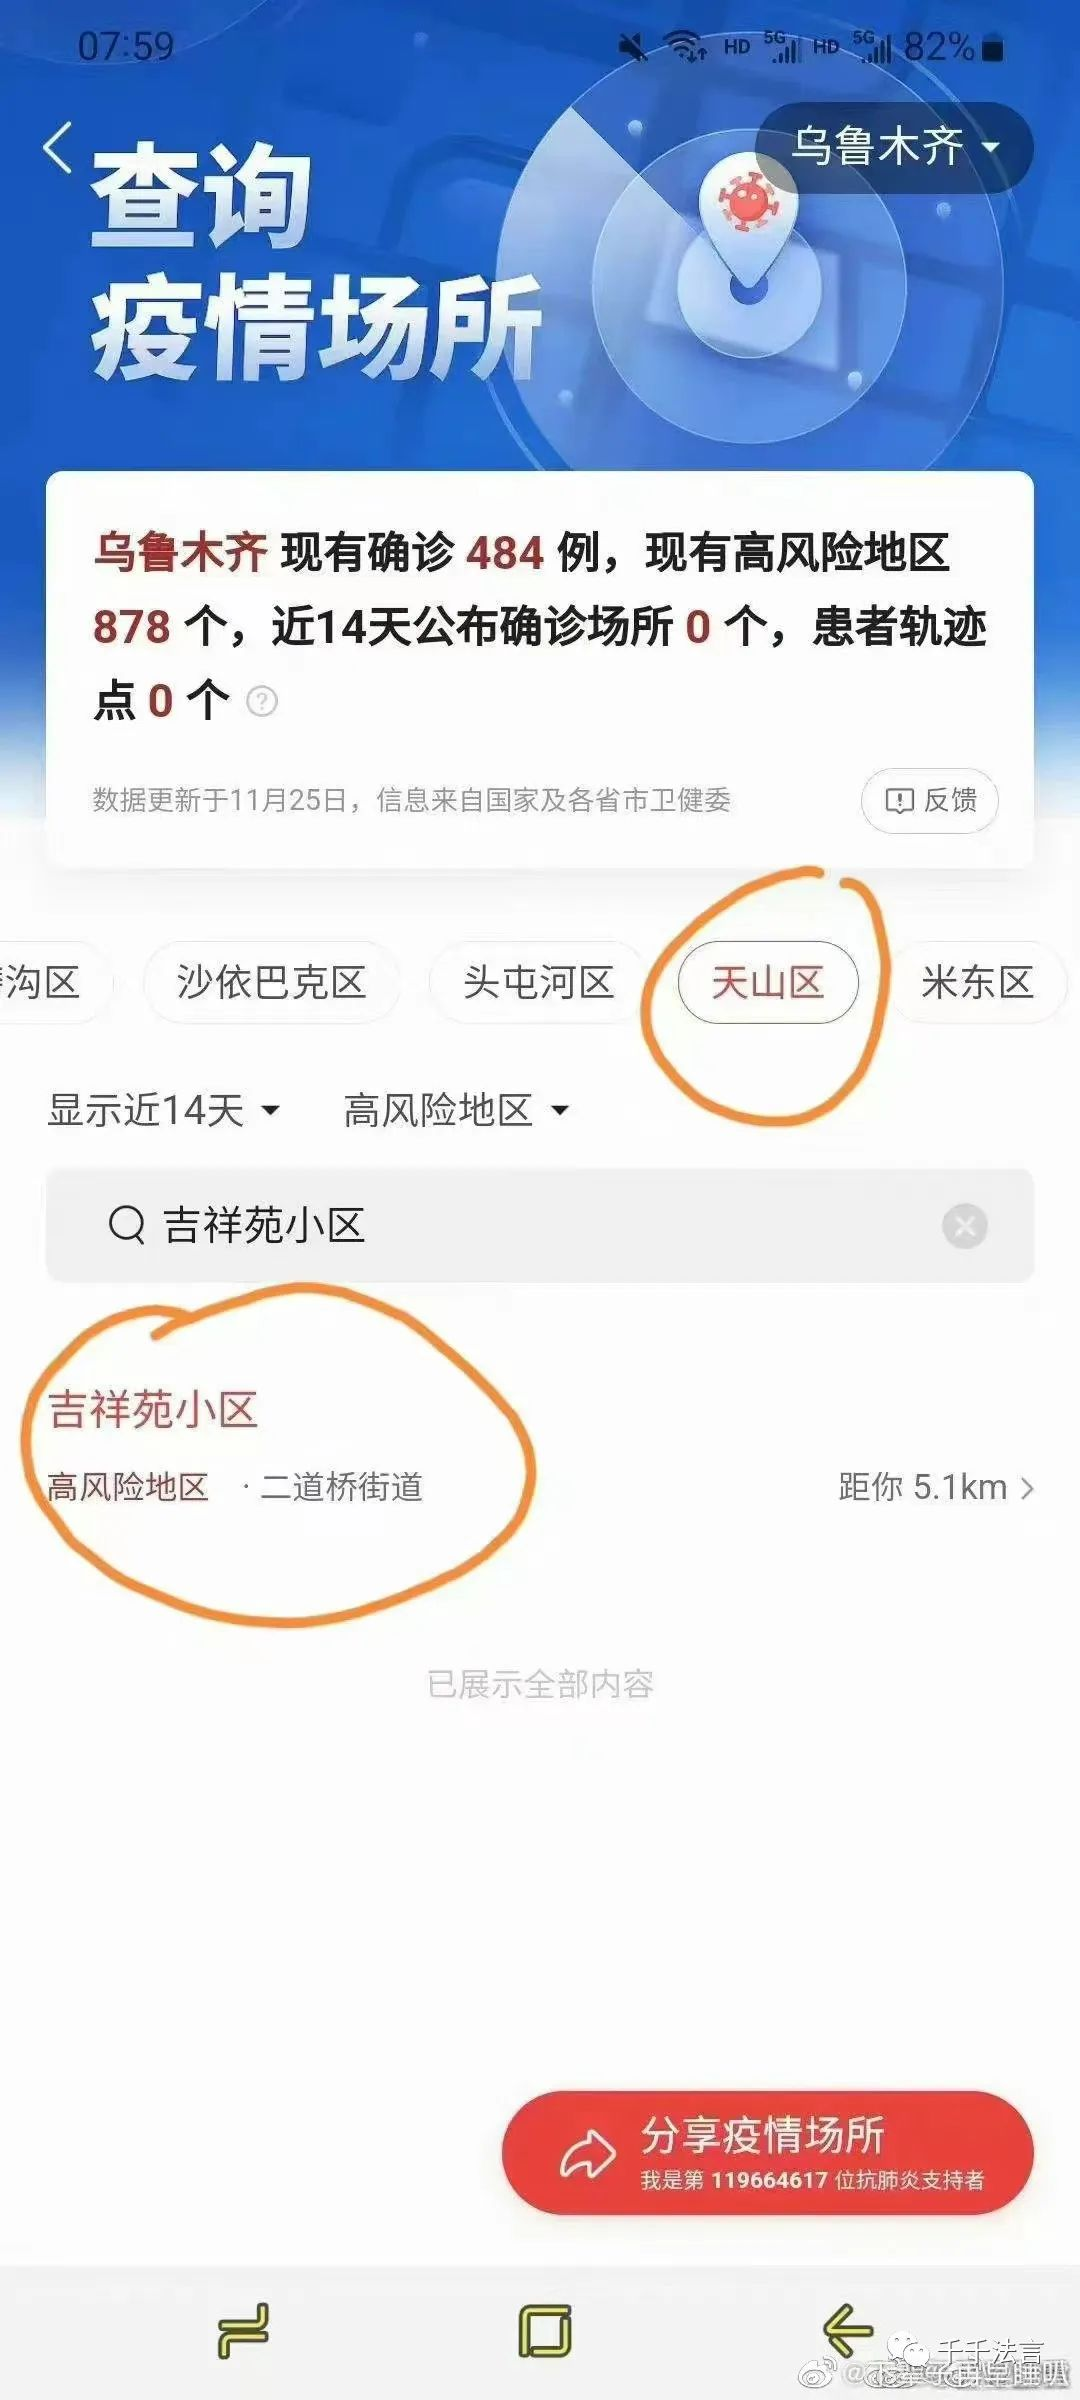 07:59
HD 5G HD 5G 82%
乌鲁木齐
查询
疫情场所
乌鲁木齐 现有确诊 484 例，现有高风险地区
878 个，近14天公布确诊场所 0 个，患者轨迹
点 0 个 ?
数据更新于11月25日，信息来自国家及各省市卫健委
反馈
沟区 沙依巴克区 头屯河区 天山区 米东区
显示近14天 高风险地区
吉祥苑小区
吉祥苑小区
高风险地区 · 二道桥街道
距你 5.1km
已展示全部内容
分享疫情场所
我是第 119664617 位抗肺炎支持者
千千法言